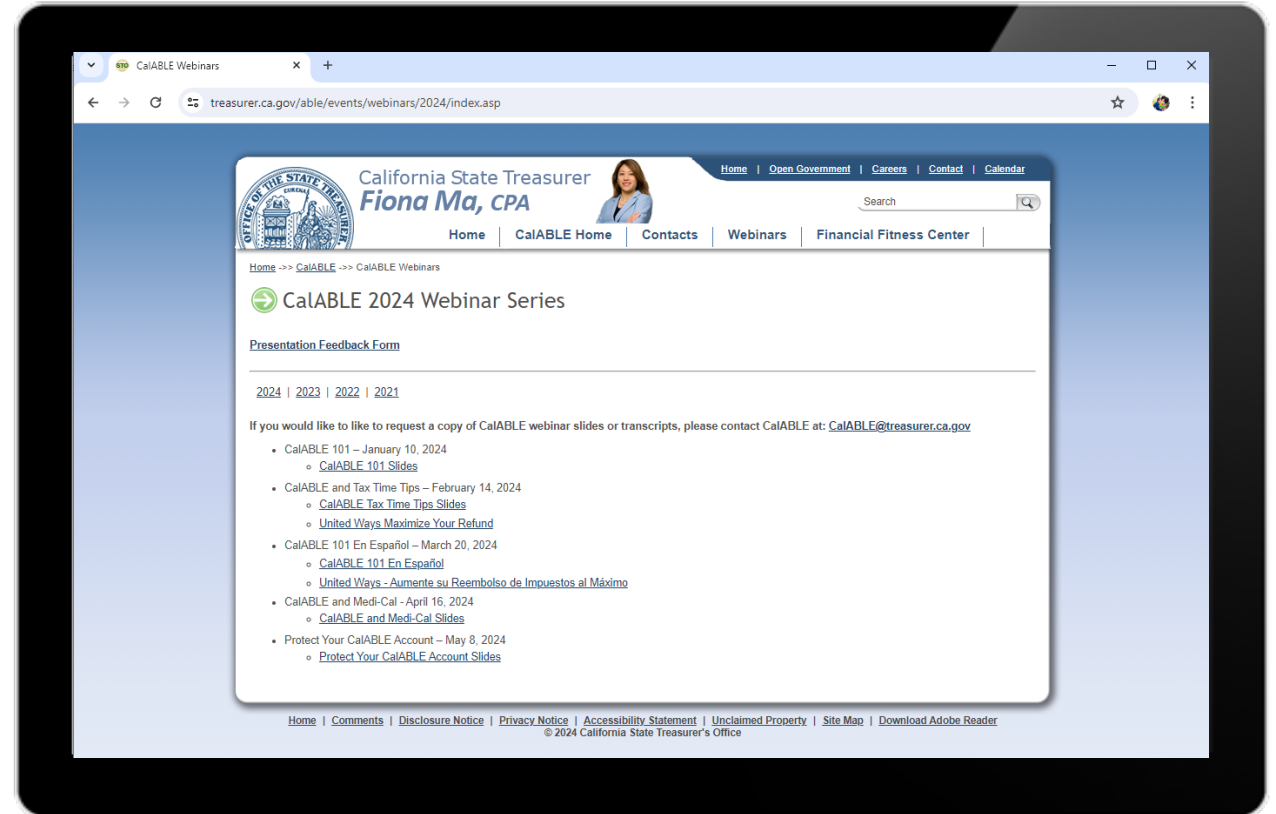 CalABLE Webinars
treasurer.ca.gov/able/events/webinars/2024/index.asp
Home | Open Government | Careers | Contact | Calendar
OFFICE OF THE STATE TREASURER
EUREKA
California State Treasurer
Fiona Ma, CPA
Search
Home | CalABLE Home | Contacts | Webinars | Financial Fitness Center |
Home ->> CalABLE ->> CalABLE Webinars
CalABLE 2024 Webinar Series
Presentation Feedback Form
2024 | 2023 | 2022 | 2021
If you would like to like to request a copy of CalABLE webinar slides or transcripts, please contact CalABLE at: CalABLE@treasurer.ca.gov
CalABLE 101 – January 10, 2024
CalABLE 101 Slides
CalABLE and Tax Time Tips – February 14, 2024
CalABLE Tax Time Tips Slides
United Ways Maximize Your Refund
CalABLE 101 En Español – March 20, 2024
CalABLE 101 En Español
United Ways - Aumente su Reembolso de Impuestos al Máximo
CalABLE and Medi-Cal - April 16, 2024
CalABLE and Medi-Cal Slides
Protect Your CalABLE Account – May 8, 2024
Protect Your CalABLE Account Slides
Home | Comments | Disclosure Notice | Privacy Notice | Accessibility Statement | Unclaimed Property | Site Map | Download Adobe Reader
© 2024 California State Treasurer's Office